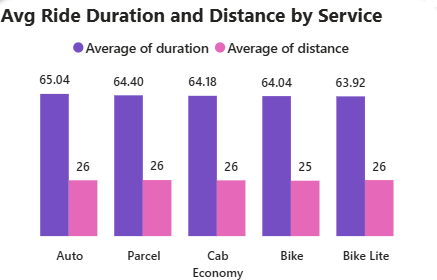 Avg Ride Duration and Distance by Service
Average of duration Average of distance
65.04 64.40 64.18 64.04 63.92
26 26 26 25 26
Auto Parcel Cab Economy Bike Bike Lite